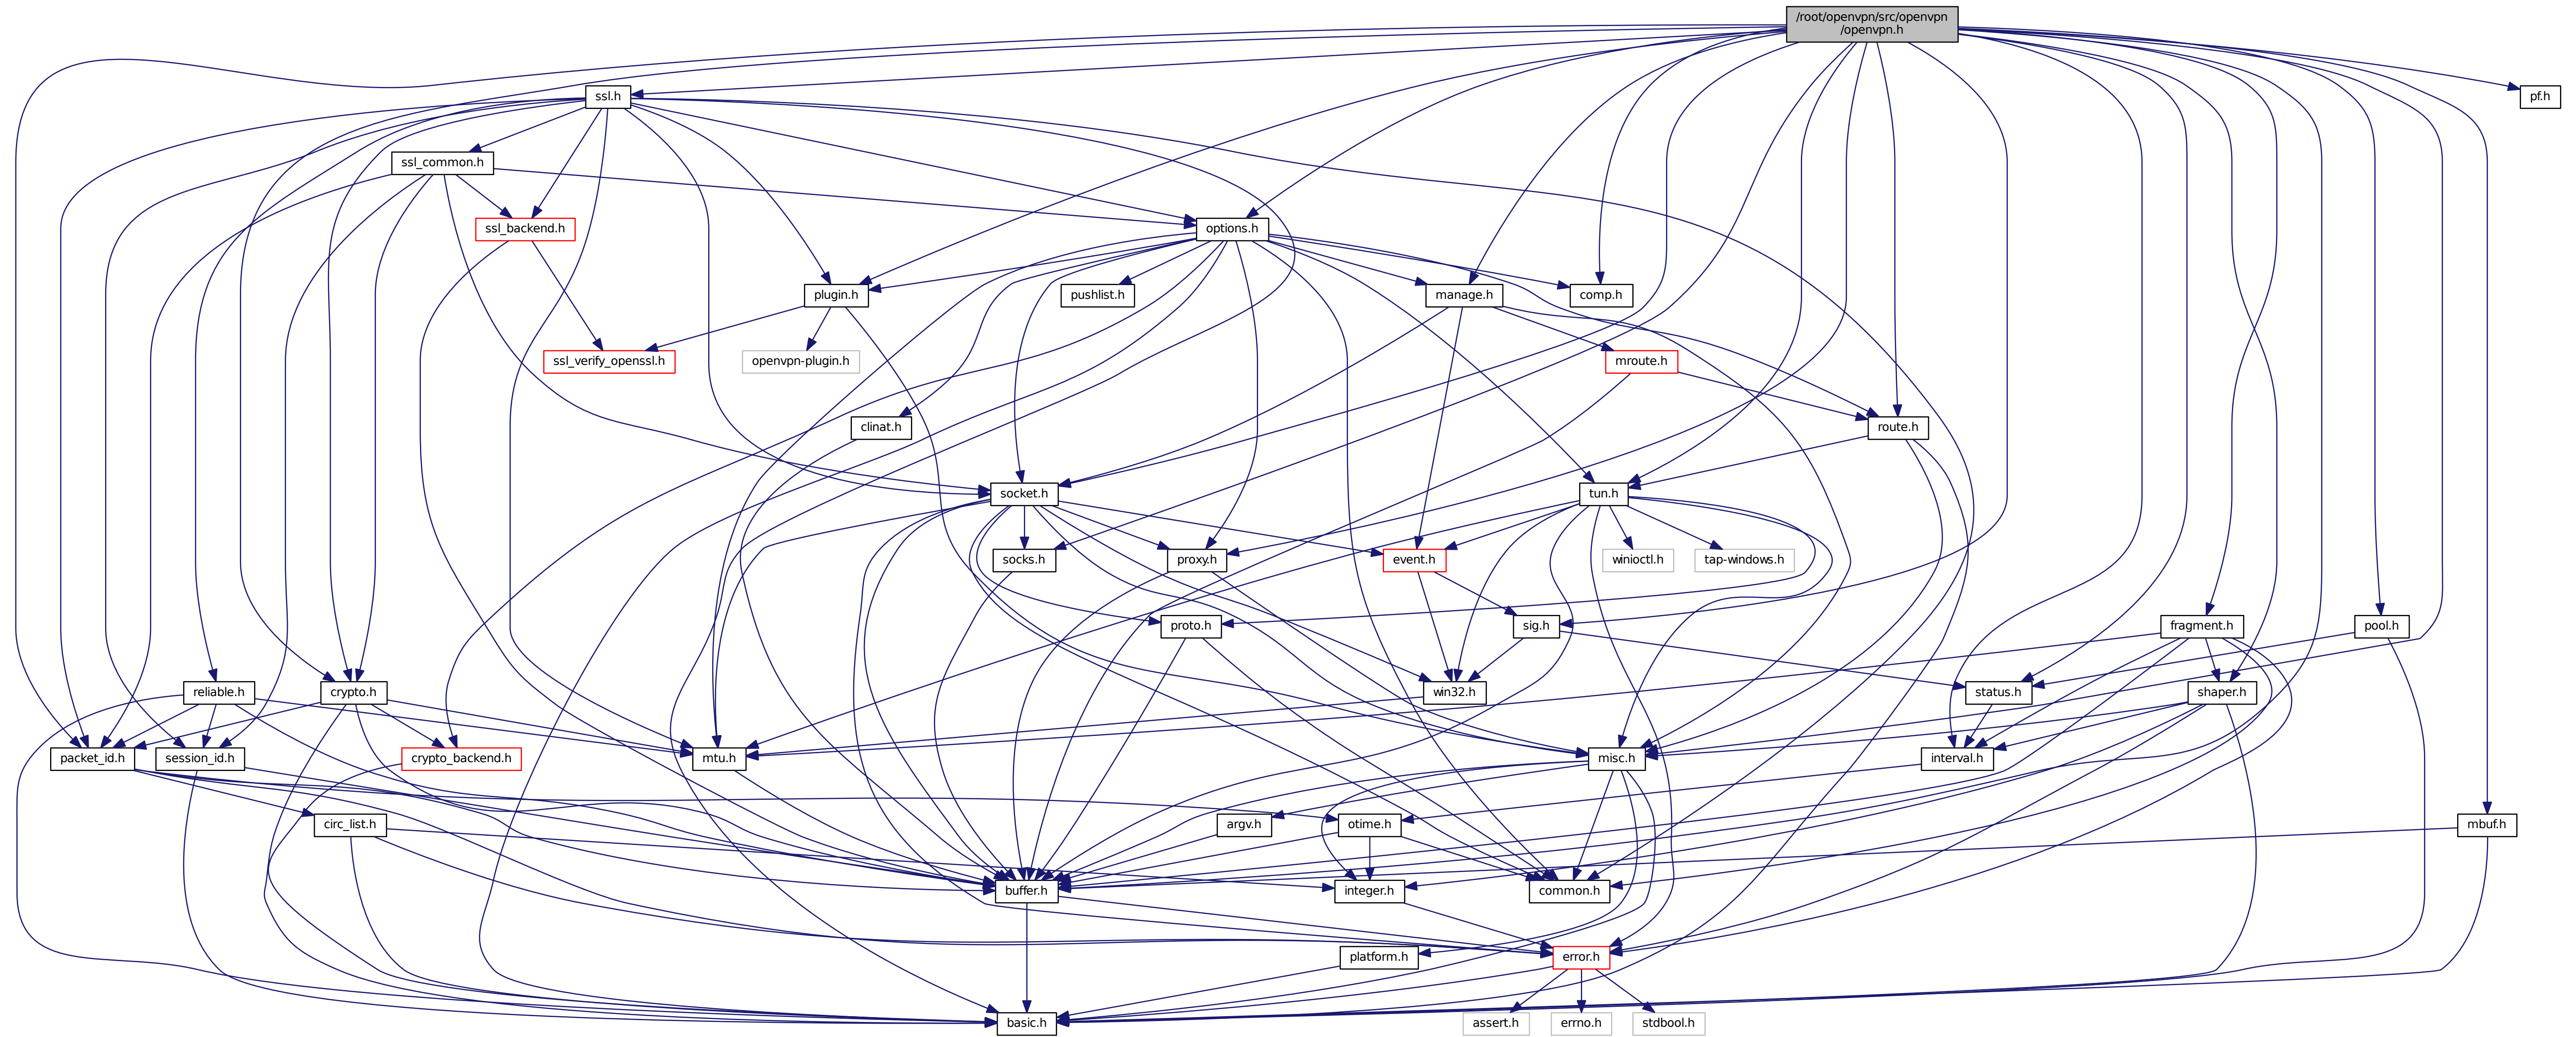 /root/openvpn/src/openvpn
/openvpn.h
ssl.h
pf.h
ssl_common.h
ssl_backend.h
options.h
plugin.h
pushlist.h
manage.h
comp.h
ssl_verify_openssl.h
openvpn-plugin.h
mroute.h
clinat.h
route.h
socket.h
tun.h
socks.h
proxy.h
event.h
winioctl.h
tap-windows.h
proto.h
sig.h
fragment.h
pool.h
reliable.h
crypto.h
win32.h
status.h
shaper.h
packet_id.h
session_id.h
crypto_backend.h
mtu.h
misc.h
interval.h
circ_list.h
argv.h
otime.h
mbuf.h
buffer.h
integer.h
common.h
platform.h
error.h
basic.h
assert.h
errno.h
stdbool.h